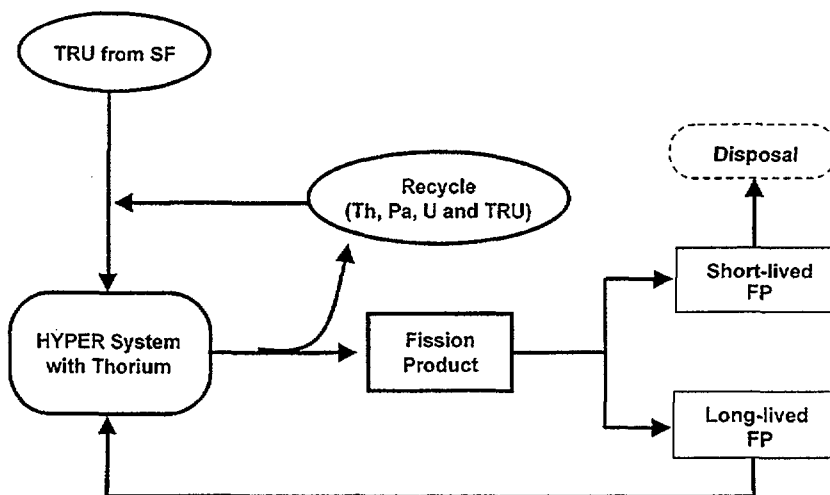 TRU from SF
Disposal
Recycle
(Th, Pa, U and TRU)
Short-lived
FP
HYPER System
with Thorium
Fission
Product
Long-lived
FP